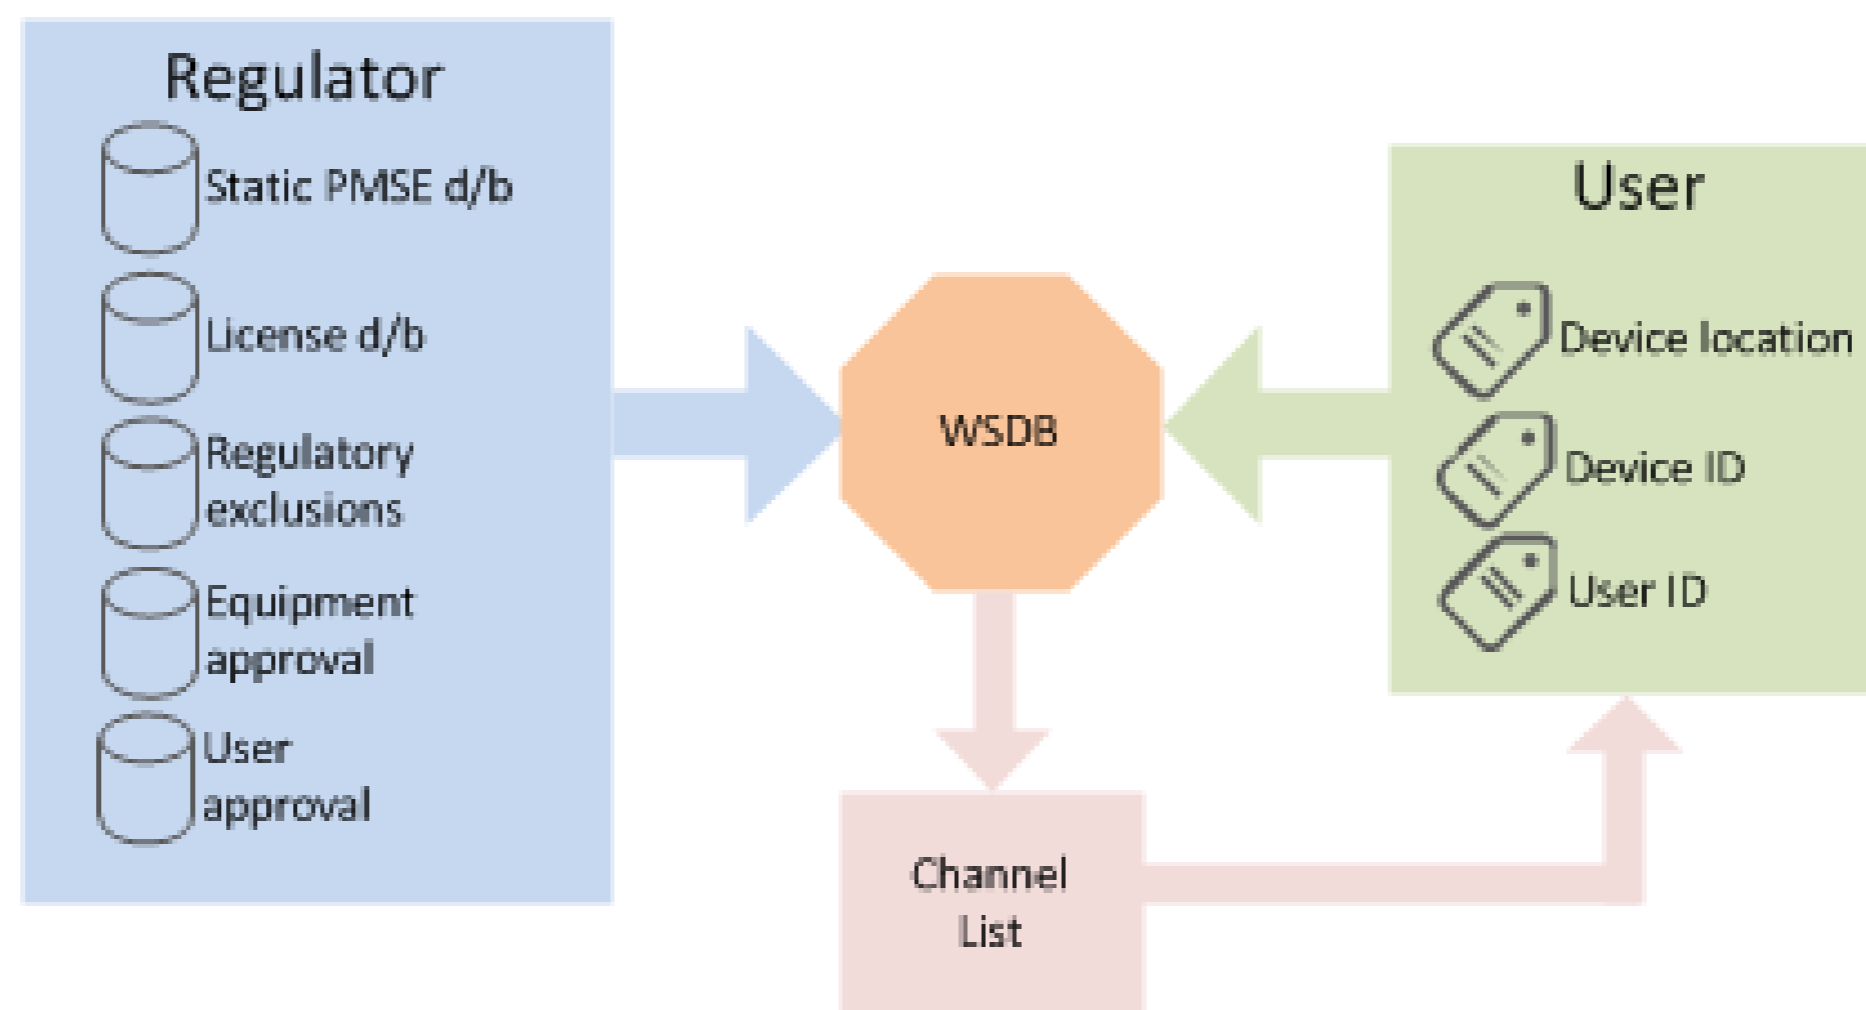 Regulator
Static PMSE d/b
License d/b
Regulatory
exclusions
Equipment
approval
User
approval
WSDB
User
Device location
Device ID
User ID
Channel
List